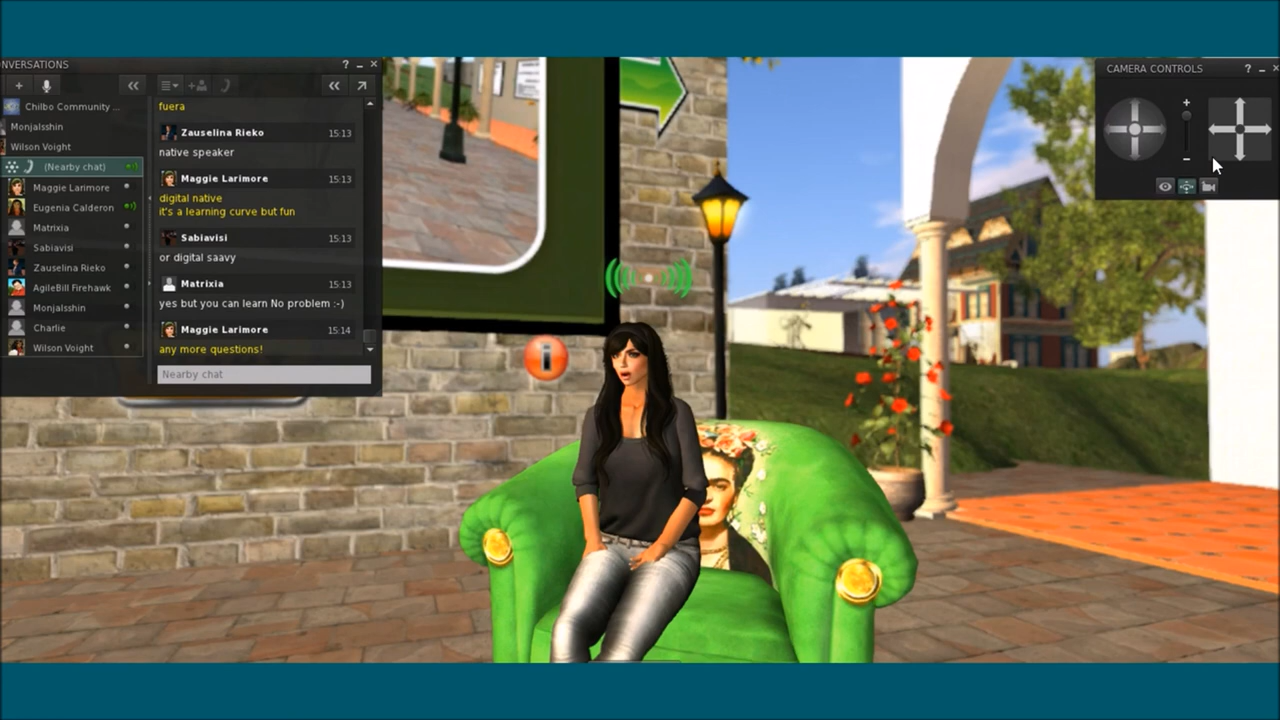 NVERSATIONS
? _ ×
Chilbo Community ...
Monjalsshin
Wilson Voight
(Nearby chat)
Maggie Larimore
Eugenia Calderon
Matrixia
Sabiavisi
Zauselina Rieko
AgileBill Firehawk
Monjalsshin
Charlie
Wilson Voight
fuera
Zauselina Rieko 15:13
native speaker
Maggie Larimore 15:13
digital native
it's a learning curve but fun
Sabiavisi 15:13
or digital saavy
Matrixia 15:13
yes but you can learn No problem :-)
Maggie Larimore 15:14
any more questions!
Nearby chat
CAMERA CONTROLS ? _ ×
i